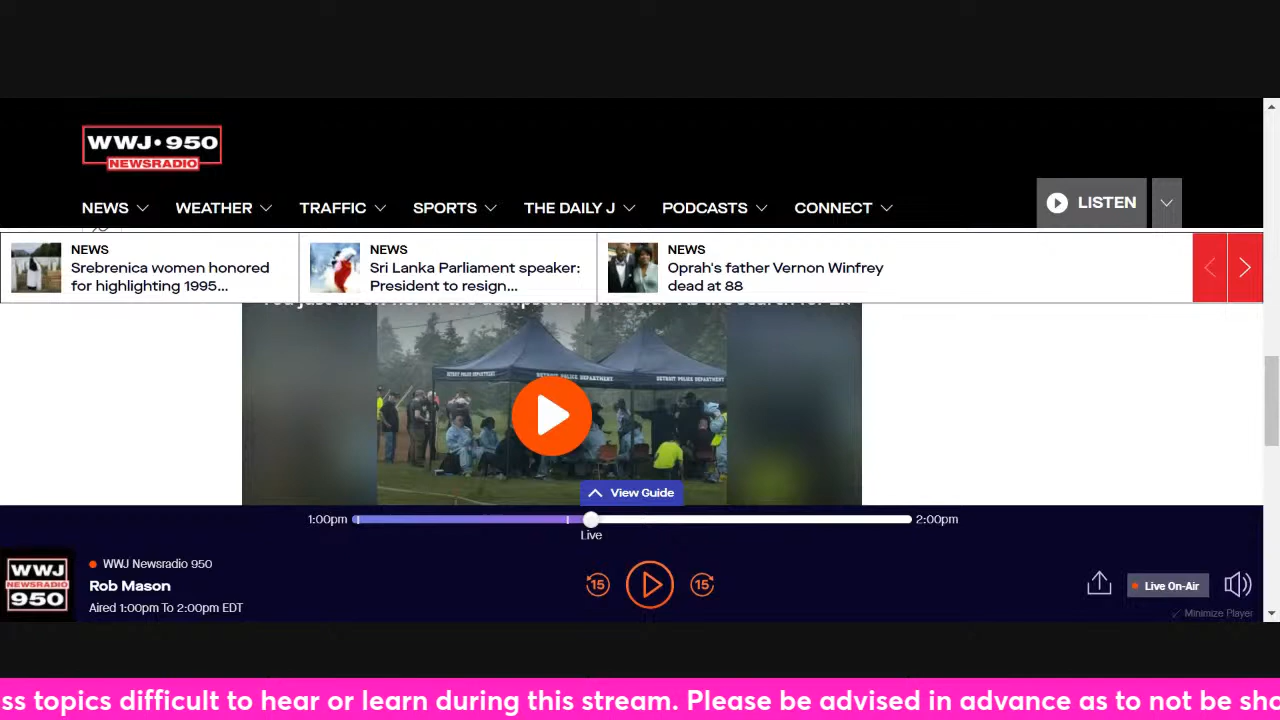 WWJ•950
NEWSRADIO
NEWS
WEATHER
TRAFFIC
SPORTS
THE DAILY J
PODCASTS
CONNECT
LISTEN
NEWS
Srebrenica women honored
for highlighting 1995...
NEWS
Sri Lanka Parliament speaker:
President to resign...
NEWS
Oprah's father Vernon Winfrey
dead at 88
DETROIT POLICE DEPARTMENT
DETROIT POLICE DEPARTMENT
DETROIT POLICE DEPARTMENT
View Guide
1:00pm
2:00pm
Live
WWJ
NEWSRADIO
950
WWJ Newsradio 950
Rob Mason
Aired 1:00pm To 2:00pm EDT
15
15
Live On-Air
Minimize Player
ss topics difficult to hear or learn during this stream. Please be advised in advance as to not be sho